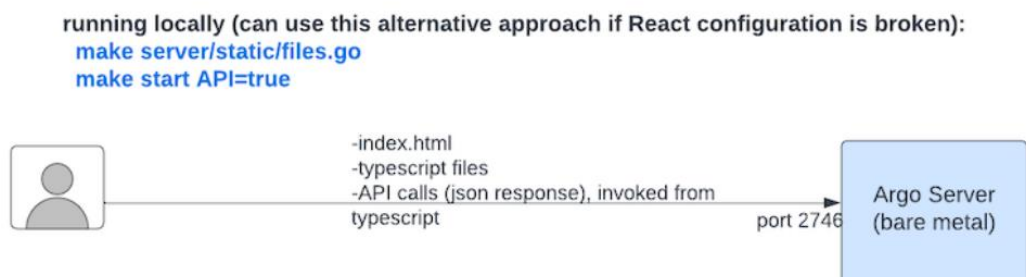 running locally (can use this alternative approach if React configuration is broken):
make server/static/files.go
make start API=true
-index.html
-typescript files
-API calls (json response), invoked from
typescript
port 2746
Argo Server
(bare metal)